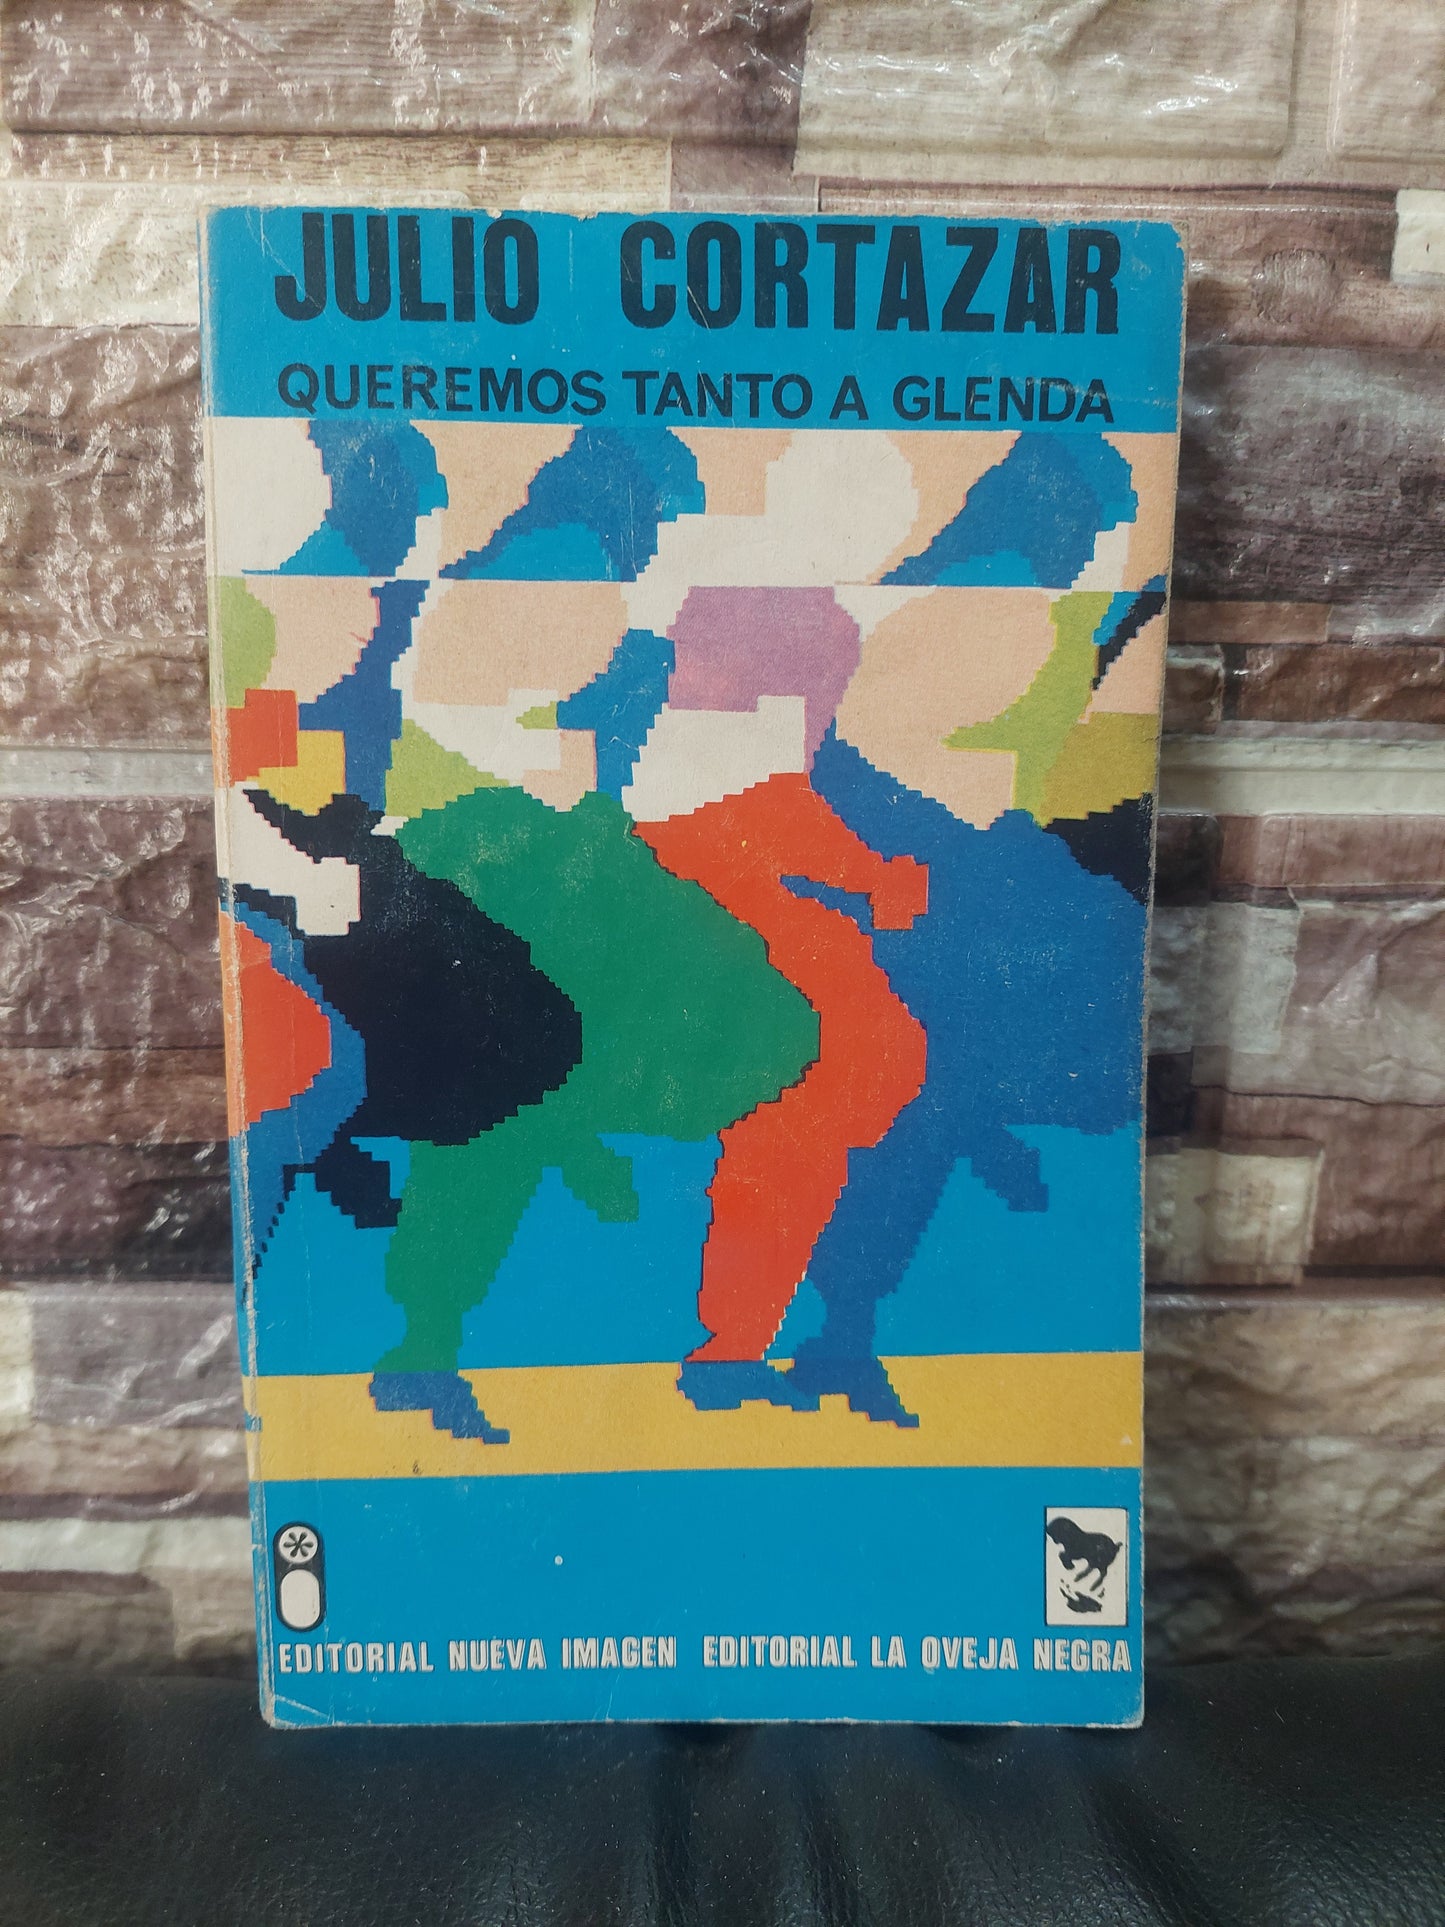 JULIO CORTAZAR
QUEREMOS TANTO A GLENDA
EDITORIAL NUEVA IMAGEN EDITORIAL LA OVEJA NEGRA